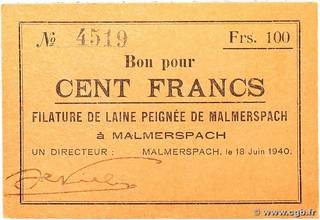 № 4519 Frs. 100
Bon pour
CENT FRANCS
FILATURE DE LAINE PEIGNÉE DE MALMERSPACH
à MALMERSPACH
UN DIRECTEUR : MALMERSPACH, le 18 Juin 1940.
© www.cgb.fr